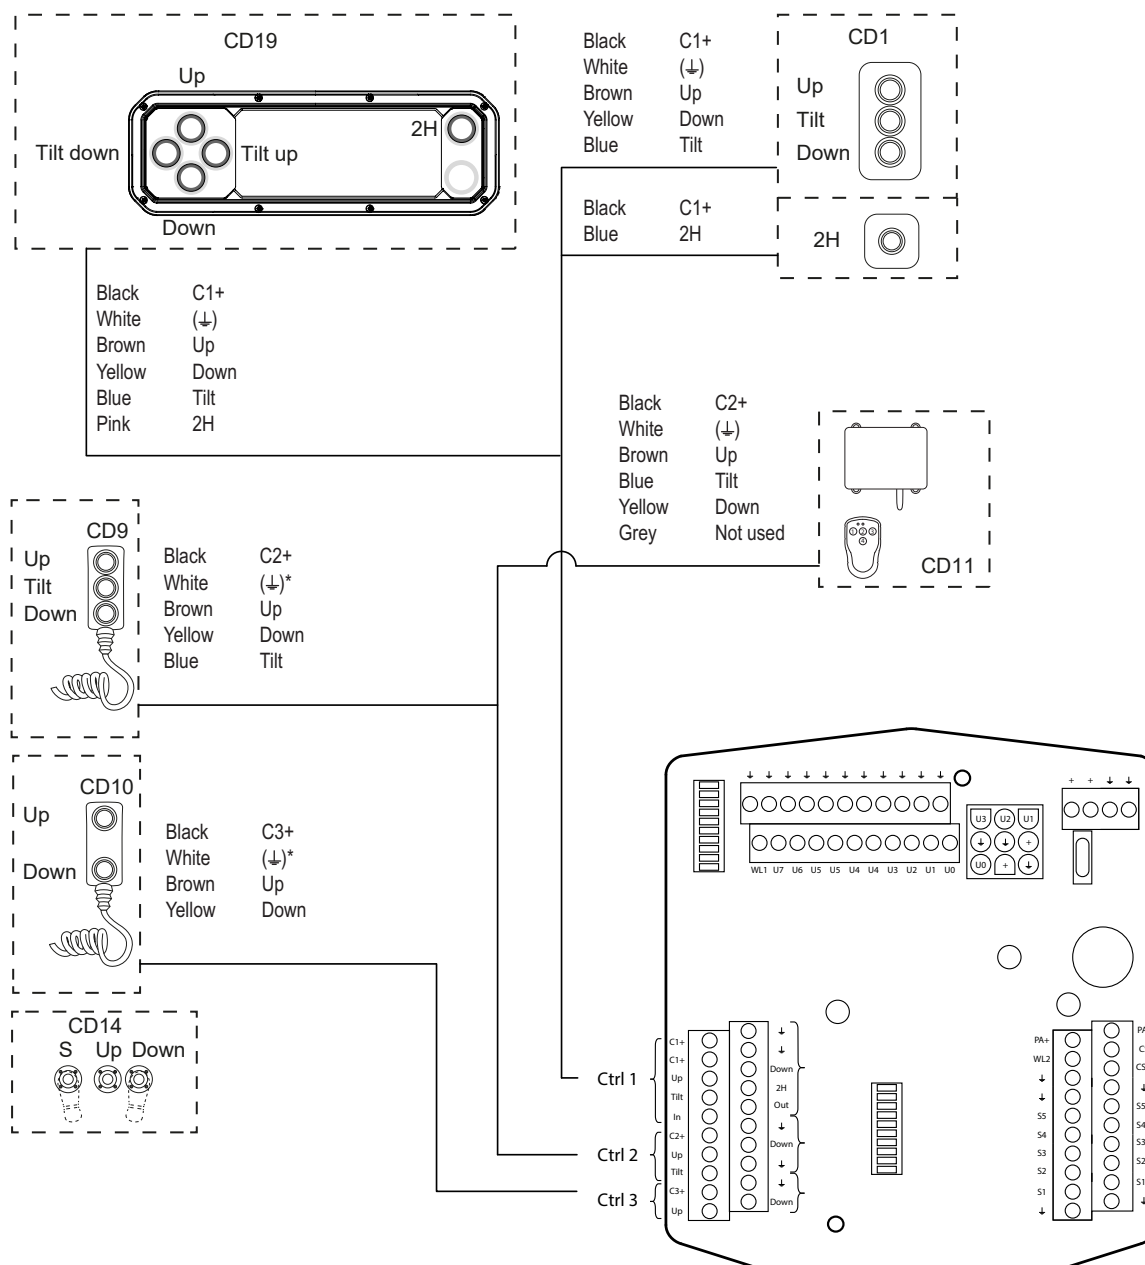 CD19
Up
2H
Tilt down
Tilt up
Down
Black C1+
White (⏚)
Brown Up
Yellow Down
Blue Tilt
Pink 2H
Black C1+
White (⏚)
Brown Up
Yellow Down
Blue Tilt
CD1
Up
Tilt
Down
Black C1+
Blue 2H
2H
Black C2+
White (⏚)
Brown Up
Blue Tilt
Yellow Down
Grey Not used
1 2 3
4
CD11
CD9
Up
Tilt
Down
Black C2+
White (⏚)*
Brown Up
Yellow Down
Blue Tilt
CD10
Up
Down
Black C3+
White (⏚)*
Brown Up
Yellow Down
CD14
S Up Down
+ +
U3 U2 U1
+
U0 +
WL1 U7 U6 U5 U5 U4 U4 U3 U2 U1 U0
Ctrl 1
C1+
C1+
Up
Tilt
In
Down
2H
Out
Ctrl 2
C2+
Up
Tilt
Down
Ctrl 3
C3+
Up
Down
PA+
WL2
S5
S4
S3
S2
S1
S5
S4
S3
S2
S1